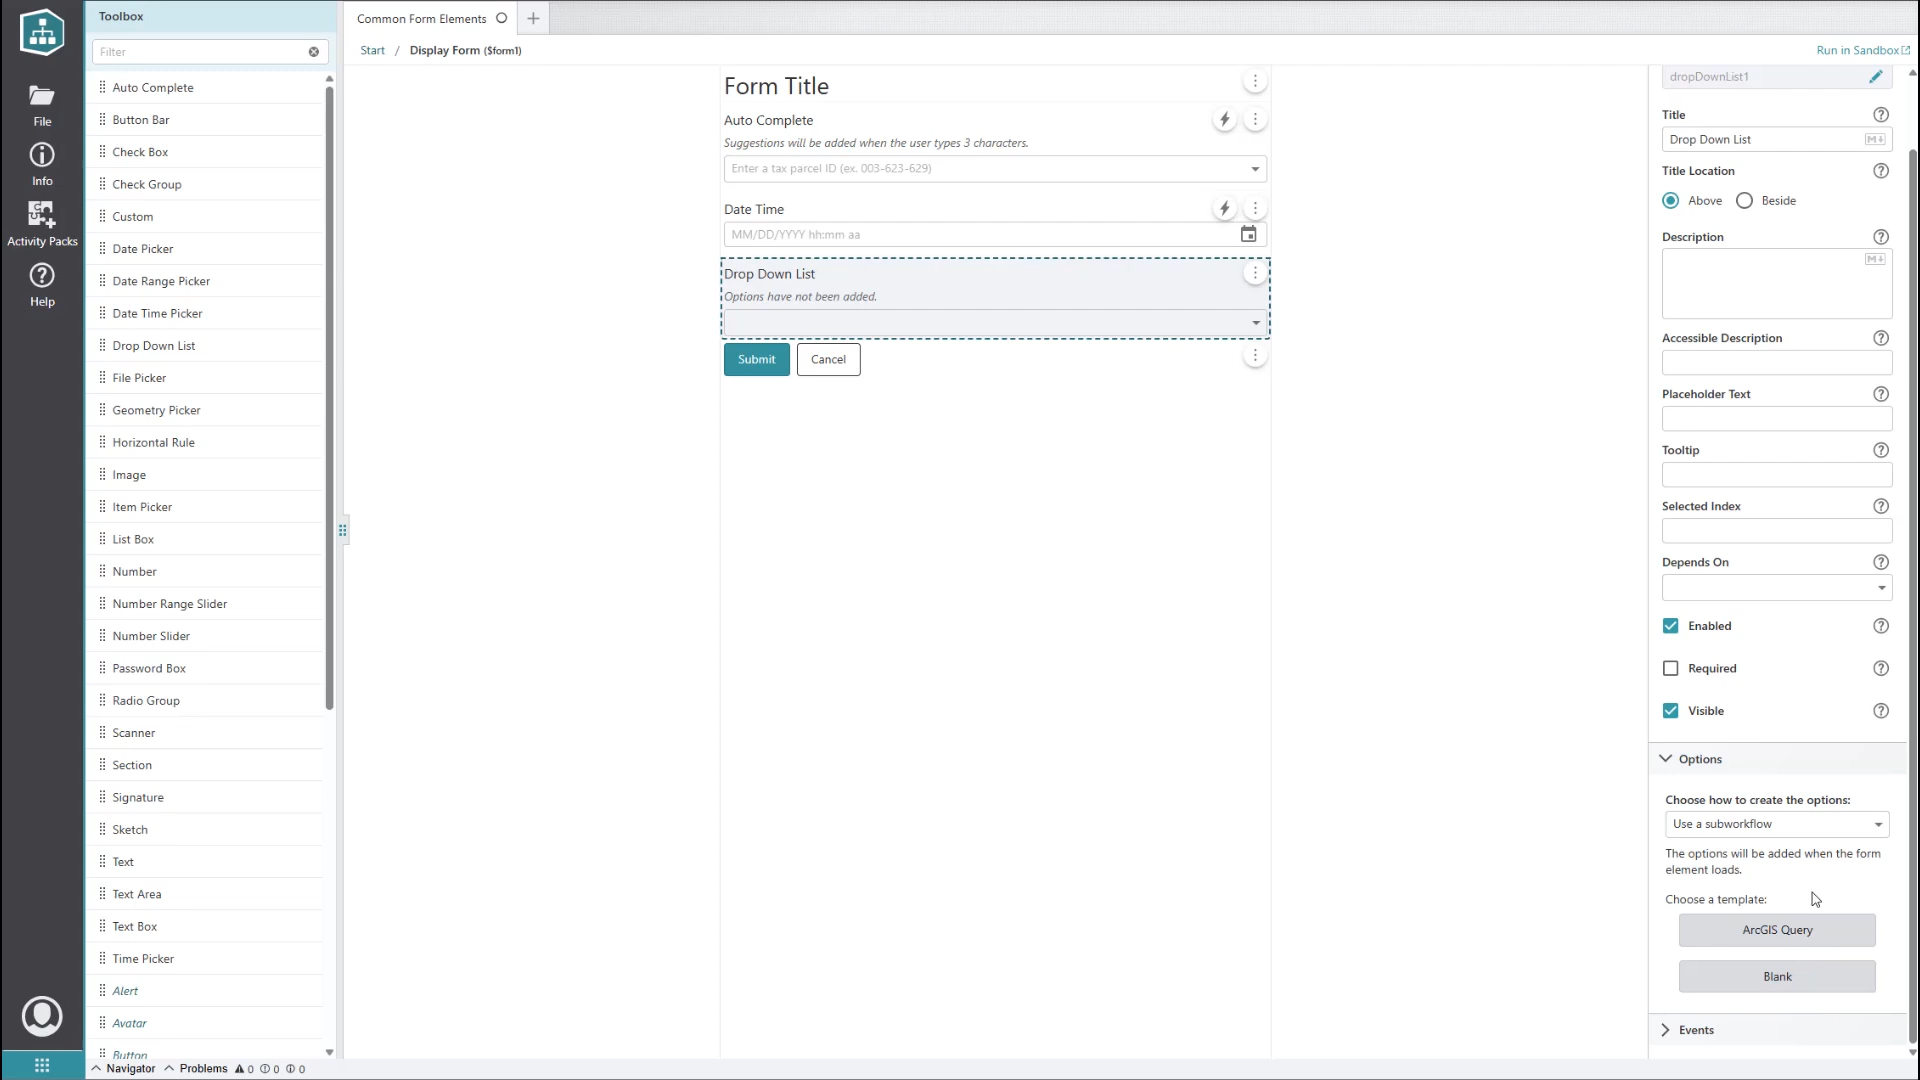 Toolbox
Common Form Elements
Filter
Start / Display Form ($form1)
Run in Sandbox
File
Info
Activity Packs
Help
Auto Complete
Button Bar
Check Box
Check Group
Custom
Date Picker
Date Range Picker
Date Time Picker
Drop Down List
File Picker
Geometry Picker
Horizontal Rule
Image
Item Picker
List Box
Number
Number Range Slider
Number Slider
Password Box
Radio Group
Scanner
Section
Signature
Sketch
Text
Text Area
Text Box
Time Picker
Alert
Avatar
Button
Navigator
Problems
0
0
0
Form Title
Auto Complete
Suggestions will be added when the user types 3 characters.
Enter a tax parcel ID (ex. 003-623-629)
Date Time
MM/DD/YYYY hh:mm aa
Drop Down List
Options have not been added.
Submit
Cancel
dropDownList1
Title
Drop Down List
Title Location
Above
Beside
Description
Accessible Description
Placeholder Text
Tooltip
Selected Index
Depends On
Enabled
Required
Visible
Options
Choose how to create the options:
Use a subworkflow
The options will be added when the form
element loads.
Choose a template:
ArcGIS Query
Blank
Events